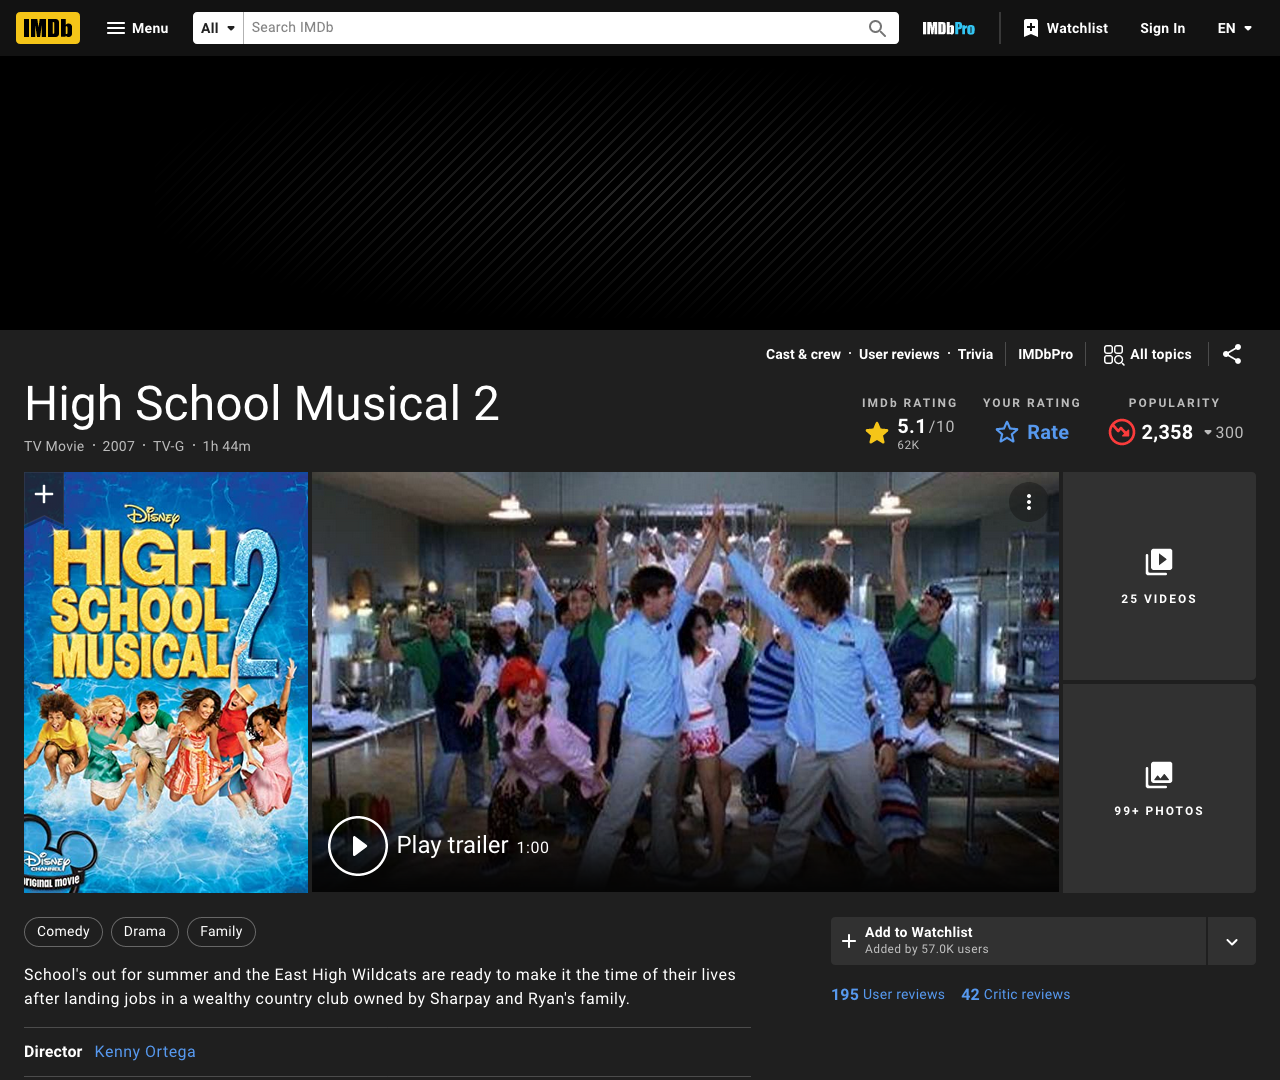 IMDb Menu All Search IMDb IMDbPro Watchlist Sign In EN
Cast & crew · User reviews · Trivia IMDbPro All topics
High School Musical 2
TV Movie · 2007 · TV-G · 1h 44m
IMDb RATING YOUR RATING POPULARITY
5.1/10 Rate 2,358 300
62K
Disney
HIGH
SCHOOL
MUSICAL 2
Disney
CHANNEL
ORIGINAL MOVIE
Play trailer 1:00
25 VIDEOS
99+ PHOTOS
Comedy Drama Family
School's out for summer and the East High Wildcats are ready to make it the time of their lives
after landing jobs in a wealthy country club owned by Sharpay and Ryan's family.
Director Kenny Ortega
Add to Watchlist
Added by 57.0K users
195 User reviews 42 Critic reviews